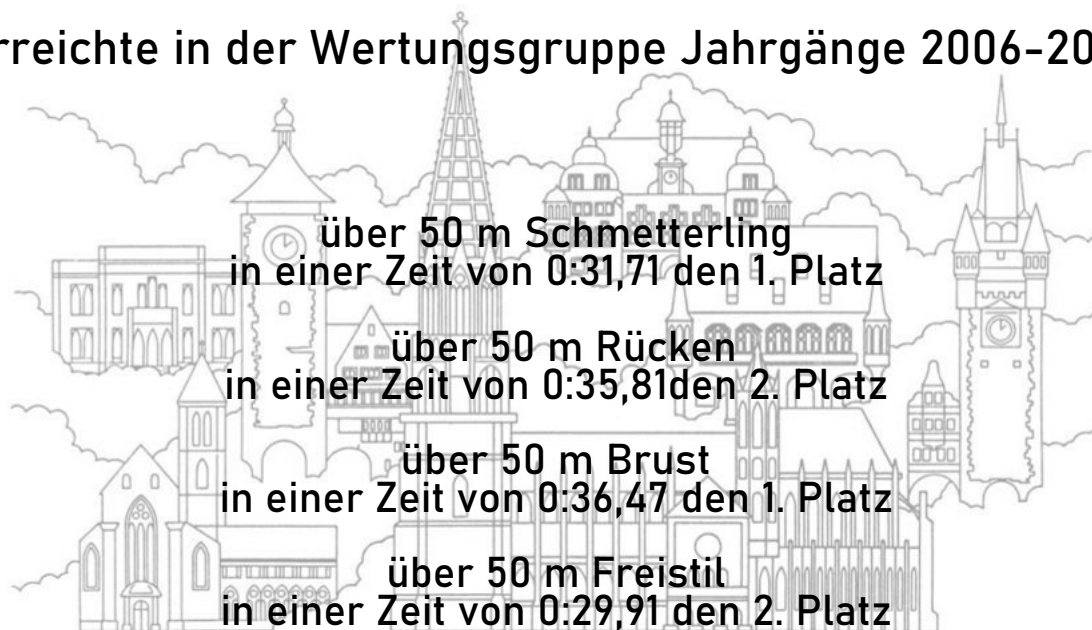 rreichte in der Wertungsgruppe Jahrgänge 2006-20
über 50 m Schmetterling
in einer Zeit von 0:31,71 den 1. Platz
über 50 m Rücken
in einer Zeit von 0:35,81den 2. Platz
über 50 m Brust
in einer Zeit von 0:36,47 den 1. Platz
über 50 m Freistil
in einer Zeit von 0:29,91 den 2. Platz